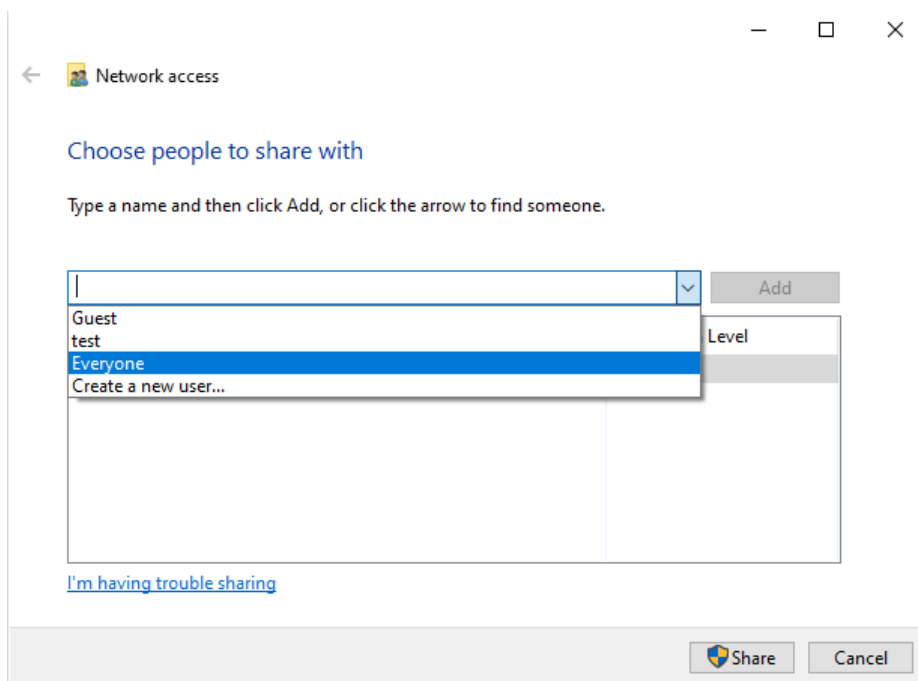 Network access
Choose people to share with
Type a name and then click Add, or click the arrow to find someone.
Add
Guest
test
Level
Everyone
Create a new user...
I'm having trouble sharing
Share
Cancel